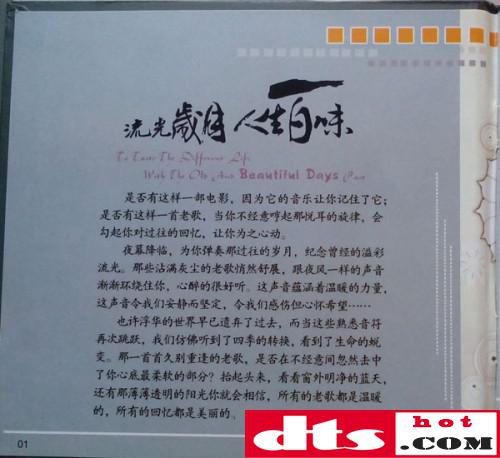 流光歲月 人生百味
To Taste The Different Life
With The Old And Beautiful Days Past
是否有这样一部电影，因为它的音乐让你记住了它；
是否有这样一首老歌，当你不经意哼起那悦耳的旋律，会
勾起你对过往的回忆，让你为之心动。
夜幕降临，为你弹奏那过往的岁月，纪念曾经的溢彩
流光。那些沾满灰尘的老歌悄然舒展，跟夜风一样的声音
渐渐环绕住你，心醉的很好听。这声音蕴涵着温暖的力量，
这声音令我们安静而坚定，令我们感伤但心怀希望……
也许浮华的世界早已遗弃了过去，而当这些熟悉音符
再次跳跃，我们仿佛听到了四季的转换，看到了生命的蜕
变。那一首首久别重逢的老歌，是否在不经意间忽然击中
了你心底最柔软的部分？抬起头来，看看窗外明净的蓝天，
还有那薄薄透明的阳光你就会相信，所有的老歌都是温暖
的，所有的回忆都是美丽的。
01
dts hot
.COM